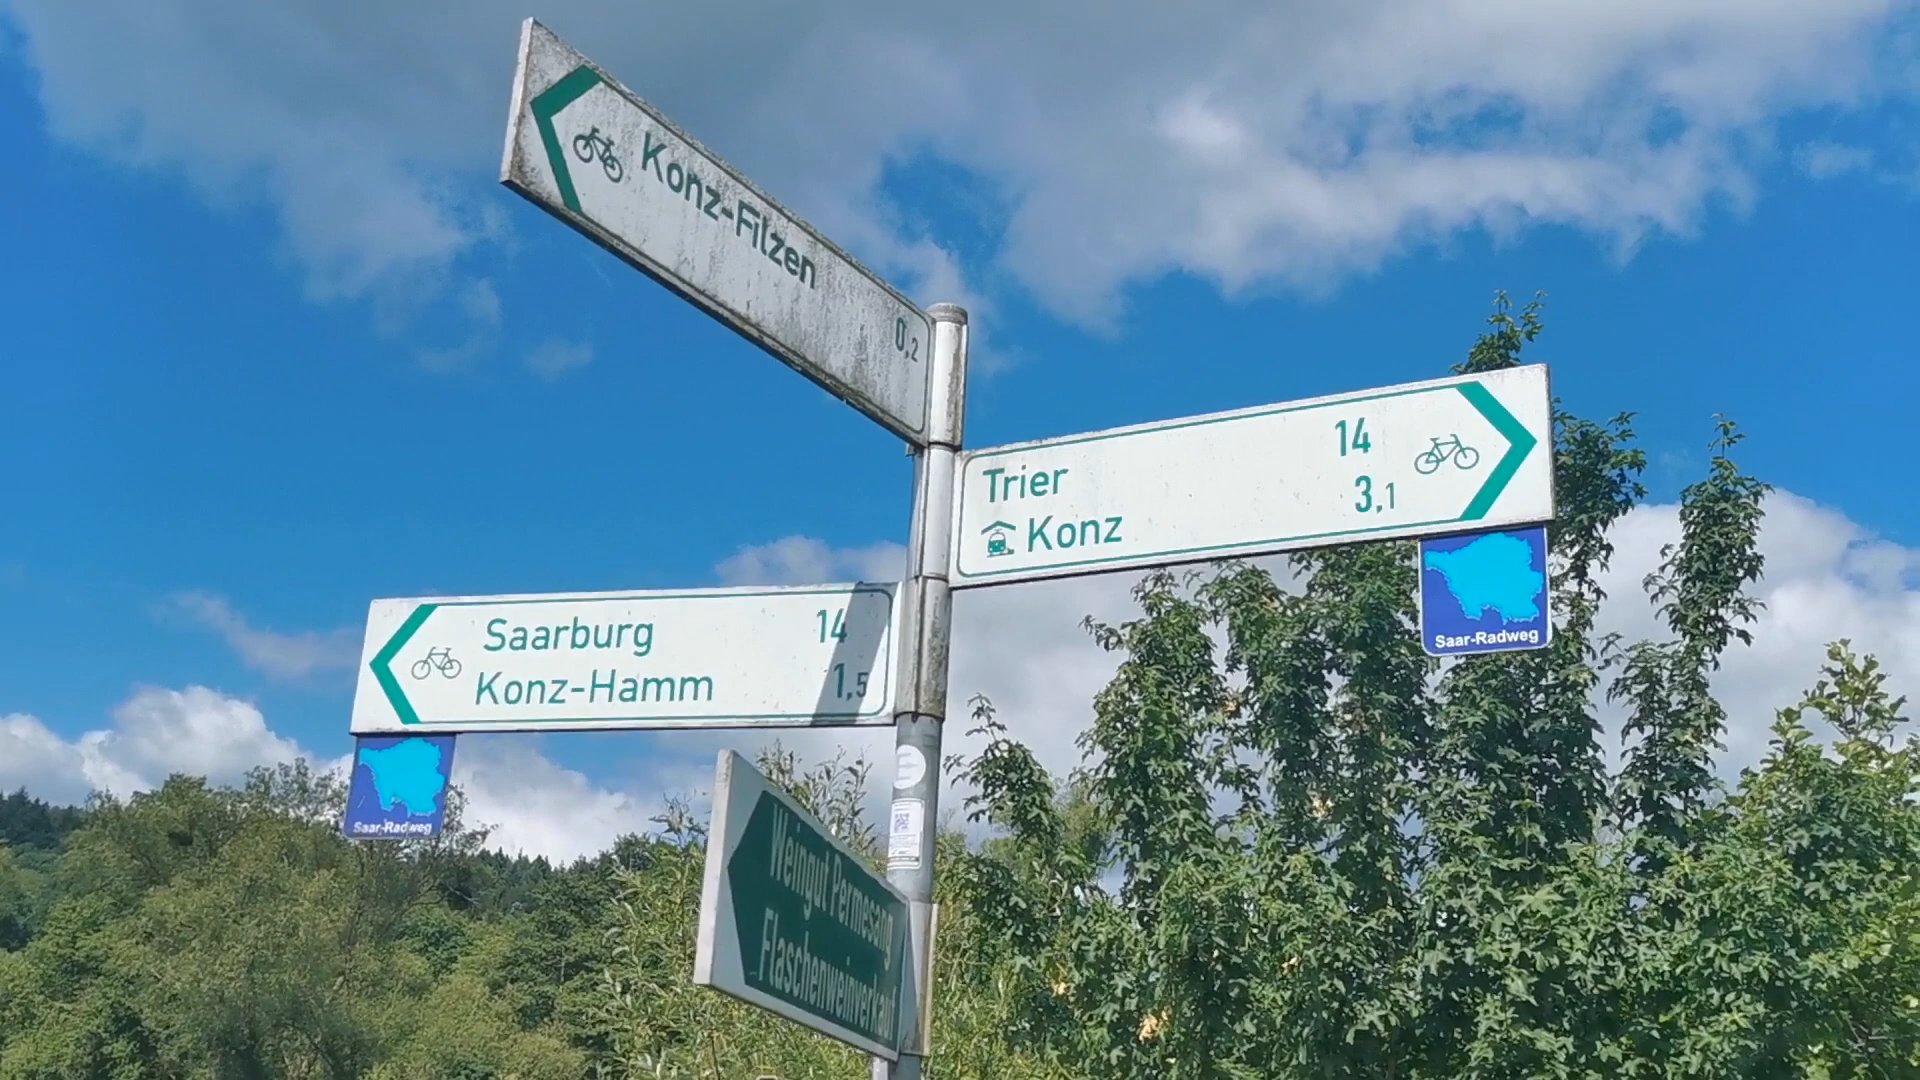 Konz-Filzen 0,2
Trier 14
Konz 3,1
Saar-Radweg
Saarburg 14
Konz-Hamm 1,5
Saar-Radweg
Weingut Permesang
Flaschenweinverkauf